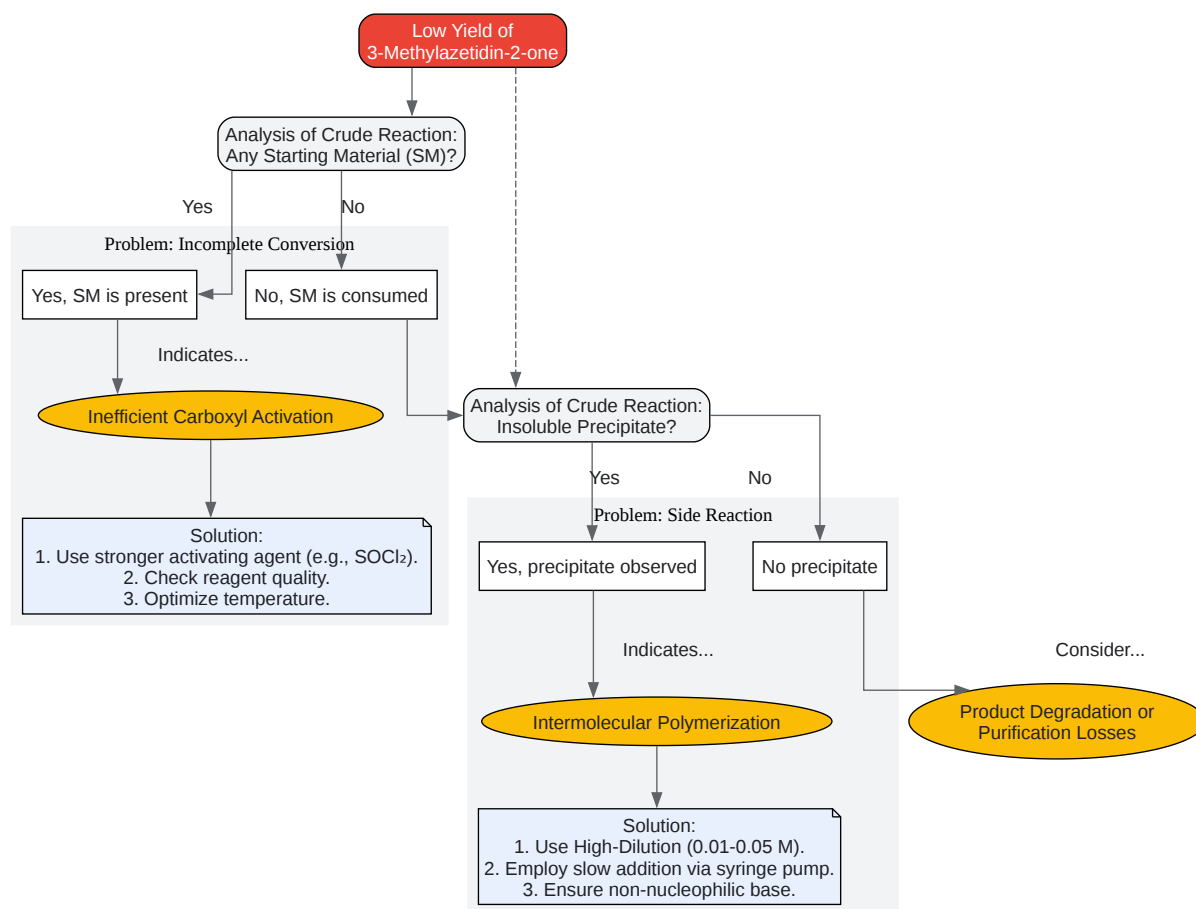 Low Yield of
3-Methylazetidin-2-one
Analysis of Crude Reaction:
Any Starting Material (SM)?
Yes
No
Problem: Incomplete Conversion
Yes, SM is present
No, SM is consumed
Indicates...
Inefficient Carboxyl Activation
Analysis of Crude Reaction:
Insoluble Precipitate?
Yes
No
Solution:
1. Use stronger activating agent (e.g., SOCl₂).
2. Check reagent quality.
3. Optimize temperature.
Problem: Side Reaction
Yes, precipitate observed
No precipitate
Indicates...
Consider...
Intermolecular Polymerization
Product Degradation or
Purification Losses
Solution:
1. Use High-Dilution (0.01-0.05 M).
2. Employ slow addition via syringe pump.
3. Ensure non-nucleophilic base.